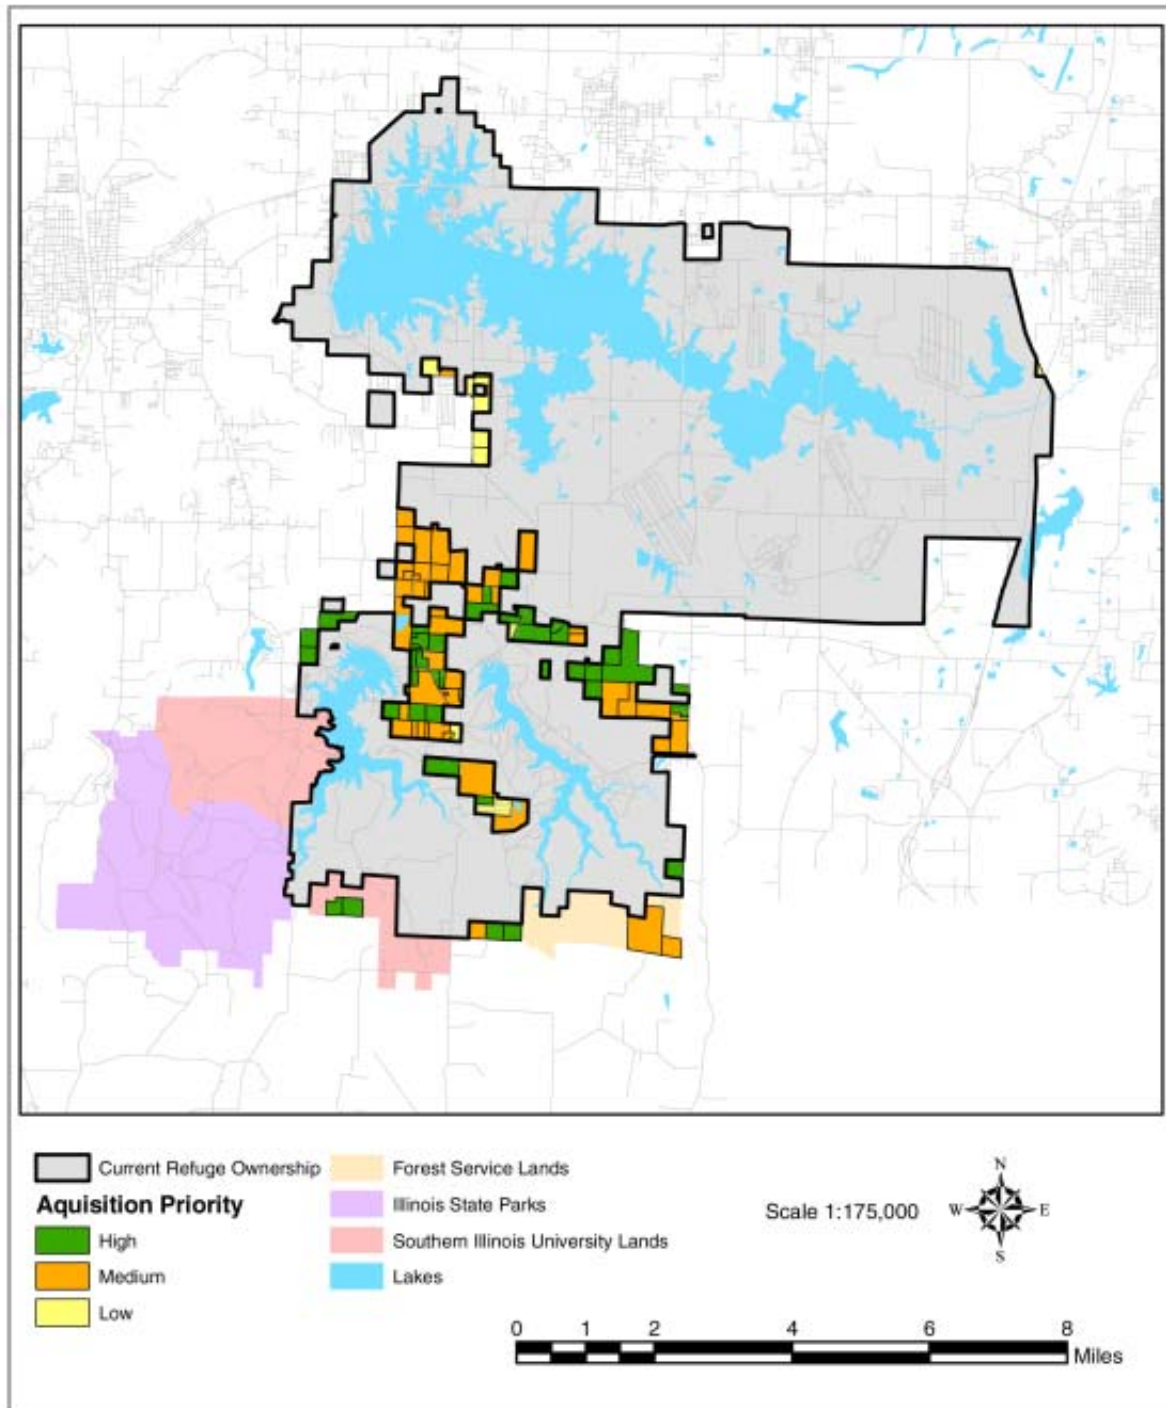 Current Refuge Ownership
Aquisition Priority
High
Medium
Low
Forest Service Lands
Illinois State Parks
Southern Illinois University Lands
Lakes
Scale 1:175,000
N
W E
S
0 1 2 4 6 8
Miles